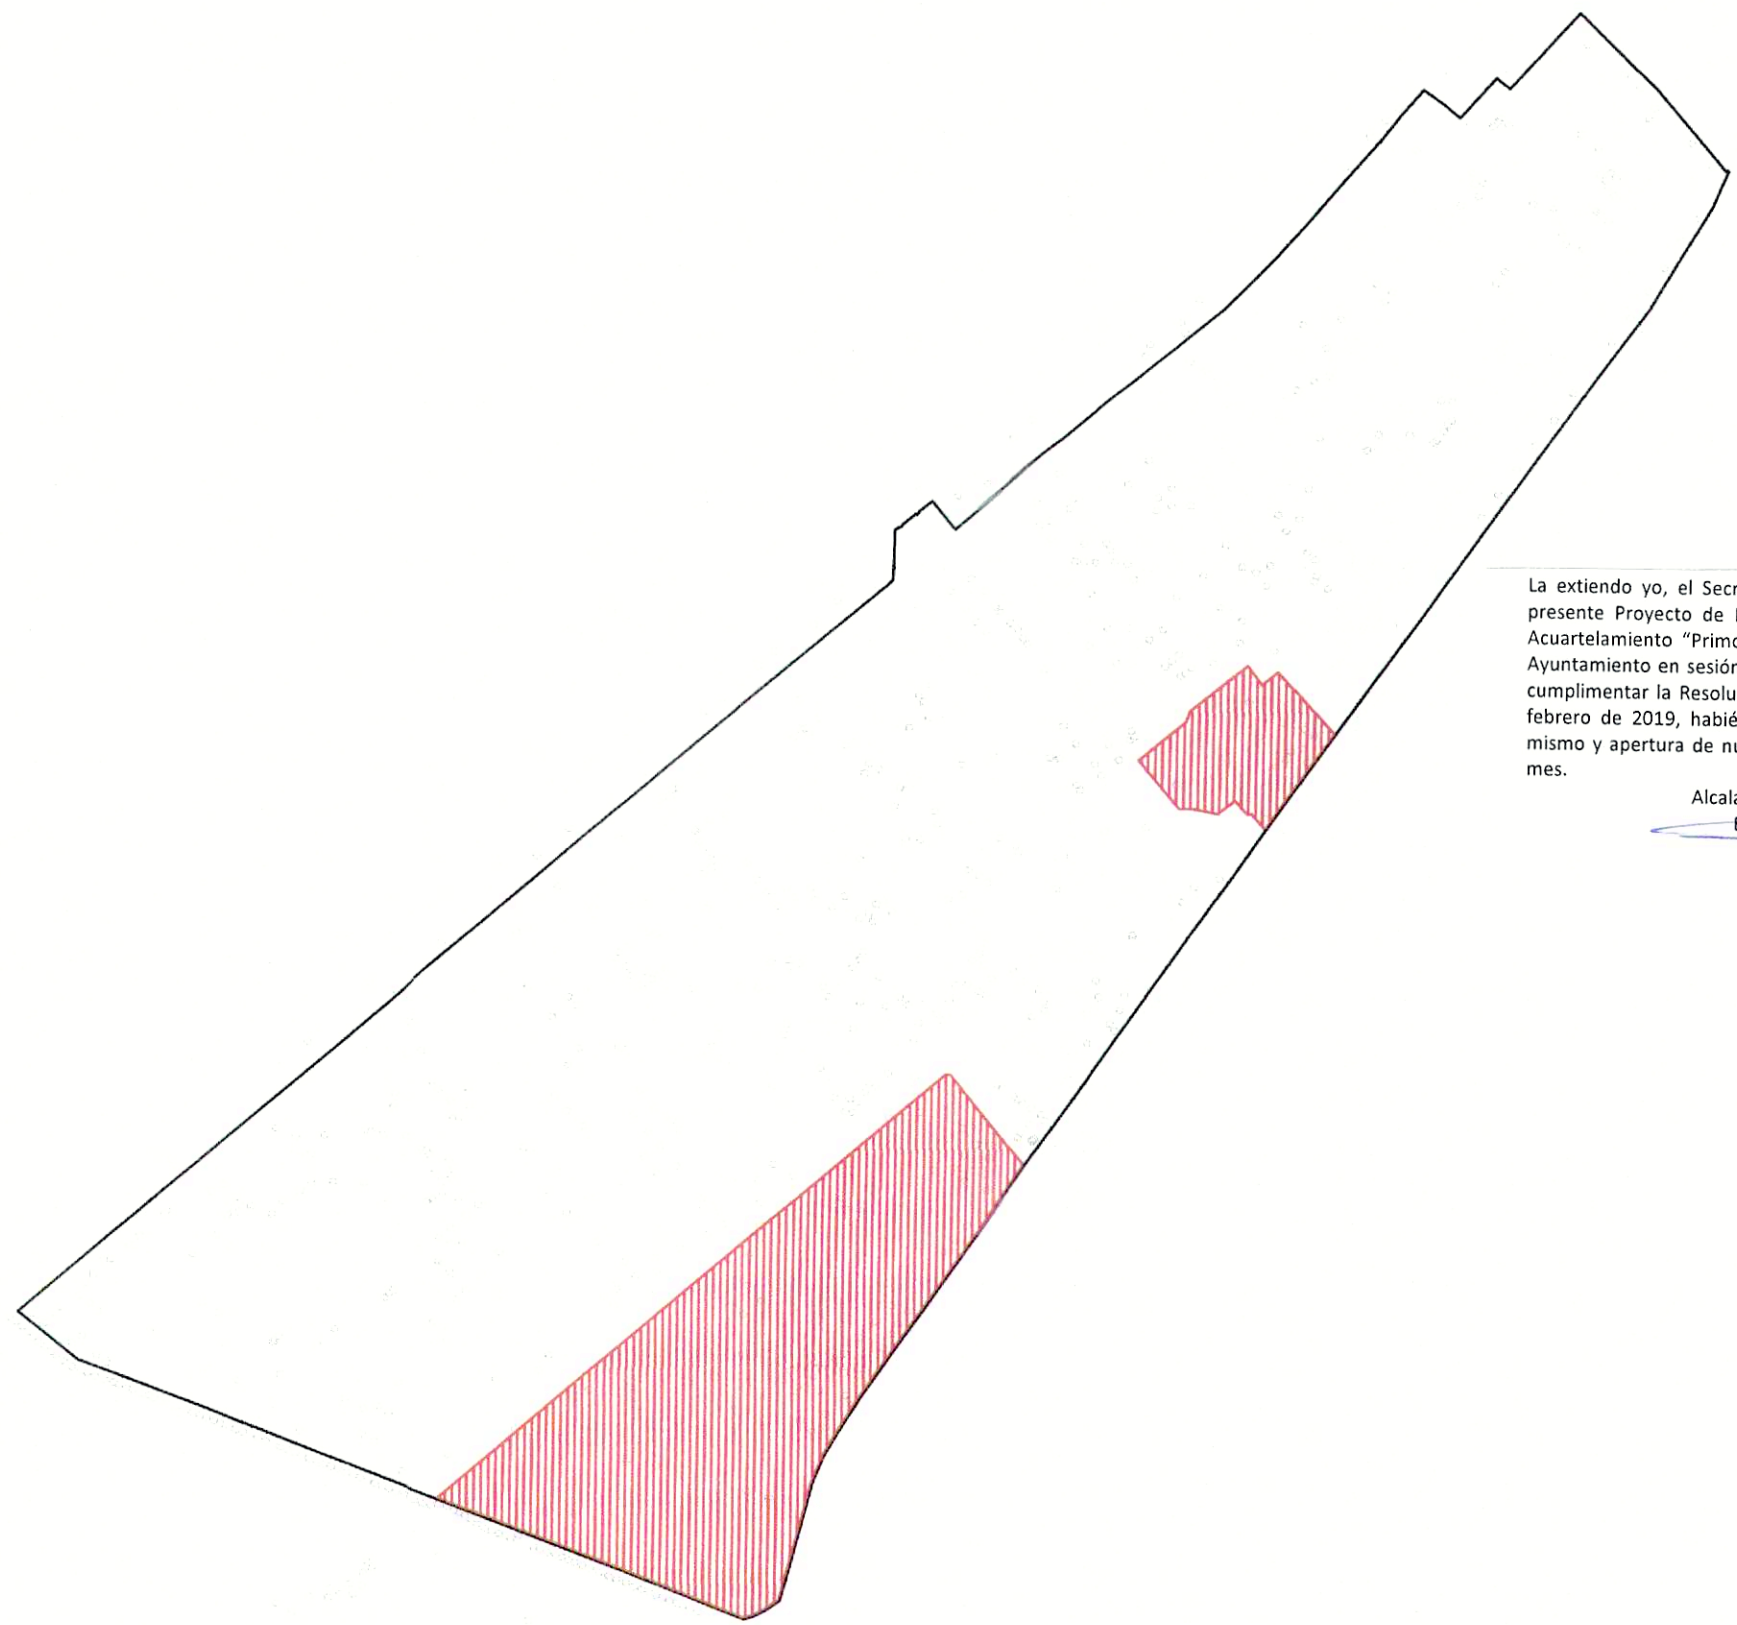 La extiendo yo, el Secr
presente Proyecto de
Acuartelamiento “Primo
Ayuntamiento en sesión
cumplimentar la Resolu
febrero de 2019, habié
mismo y apertura de nu
mes.
Alcala